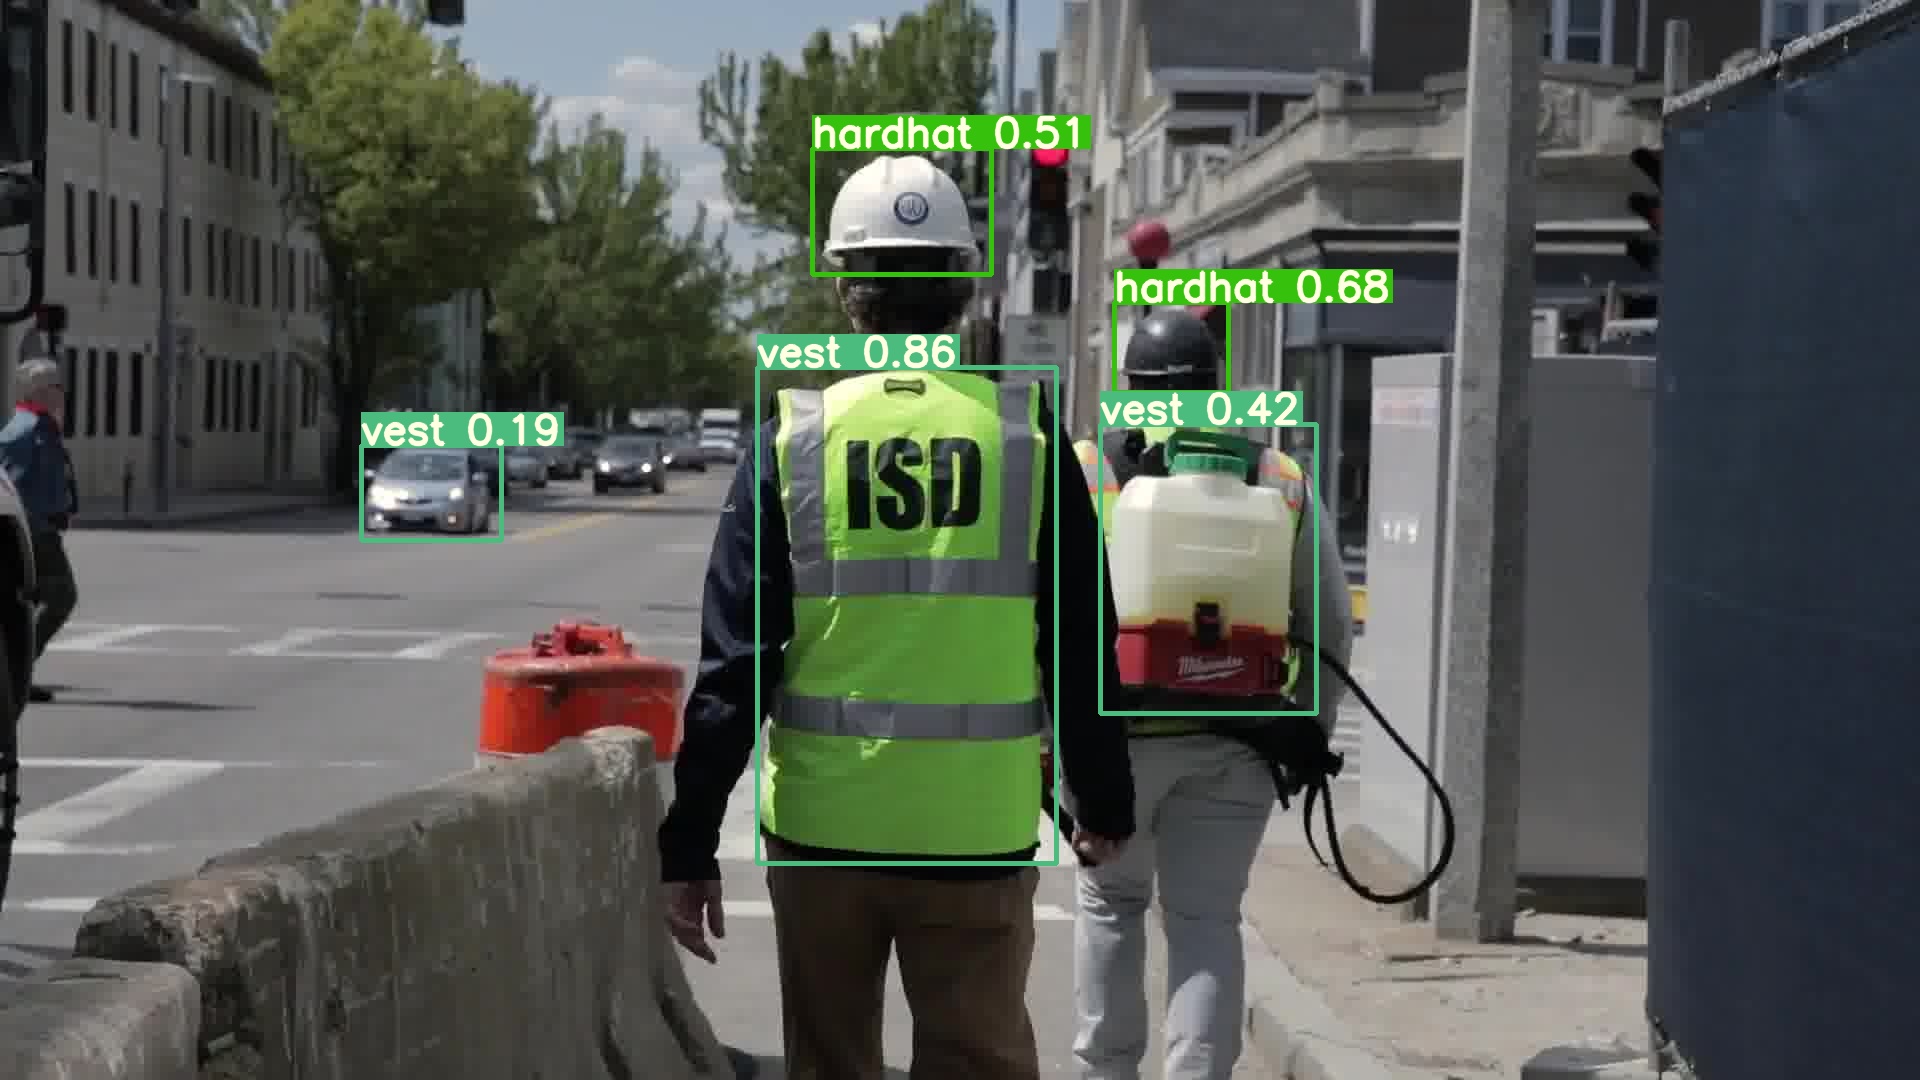 hardhat 0.51
hardhat 0.68
vest 0.86
vest 0.42
vest 0.19
ISD
Milwaukee